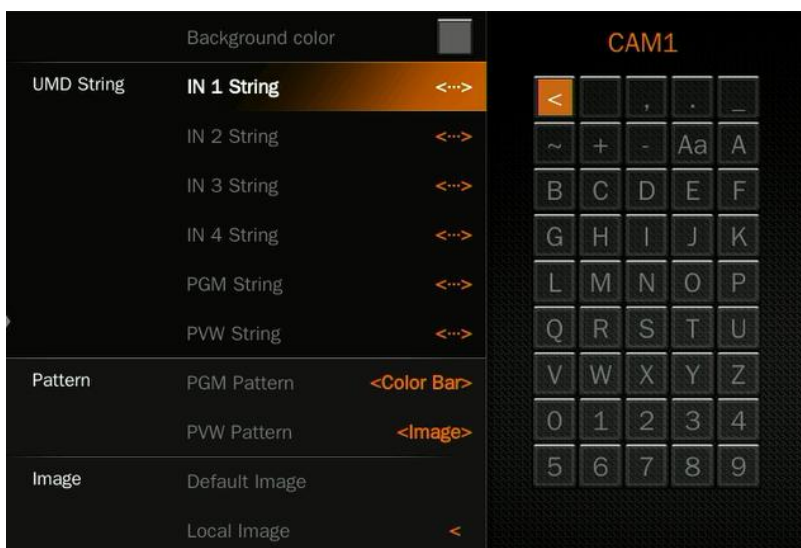 Background color
UMD String IN 1 String <···>
IN 2 String <···>
IN 3 String <···>
IN 4 String <···>
PGM String <···>
PVW String <···>
Pattern PGM Pattern <Color Bar>
PVW Pattern <Image>
Image Default Image
Local Image <
CAM1
< , . _
~ + - Aa A
B C D E F
G H I J K
L M N O P
Q R S T U
V W X Y Z
0 1 2 3 4
5 6 7 8 9